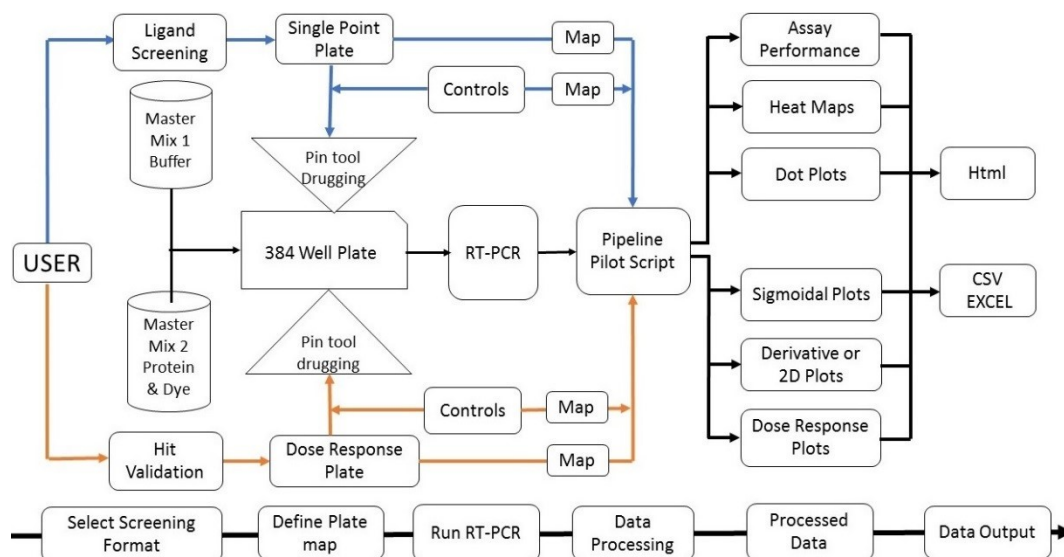 Ligand
Screening
Single Point
Plate
Map
Controls
Map
Master
Mix 1
Buffer
Pin tool
Drugging
USER
384 Well Plate
RT-PCR
Pipeline
Pilot Script
Master
Mix 2
Protein
& Dye
Pin tool
drugging
Controls
Map
Hit
Validation
Dose Response
Plate
Map
Assay
Performance
Heat Maps
Dot Plots
Html
Sigmoidal Plots
CSV
EXCEL
Derivative or
2D Plots
Dose Response
Plots
Select Screening
Format
Define Plate
map
Run RT-PCR
Data
Processing
Processed
Data
Data Output